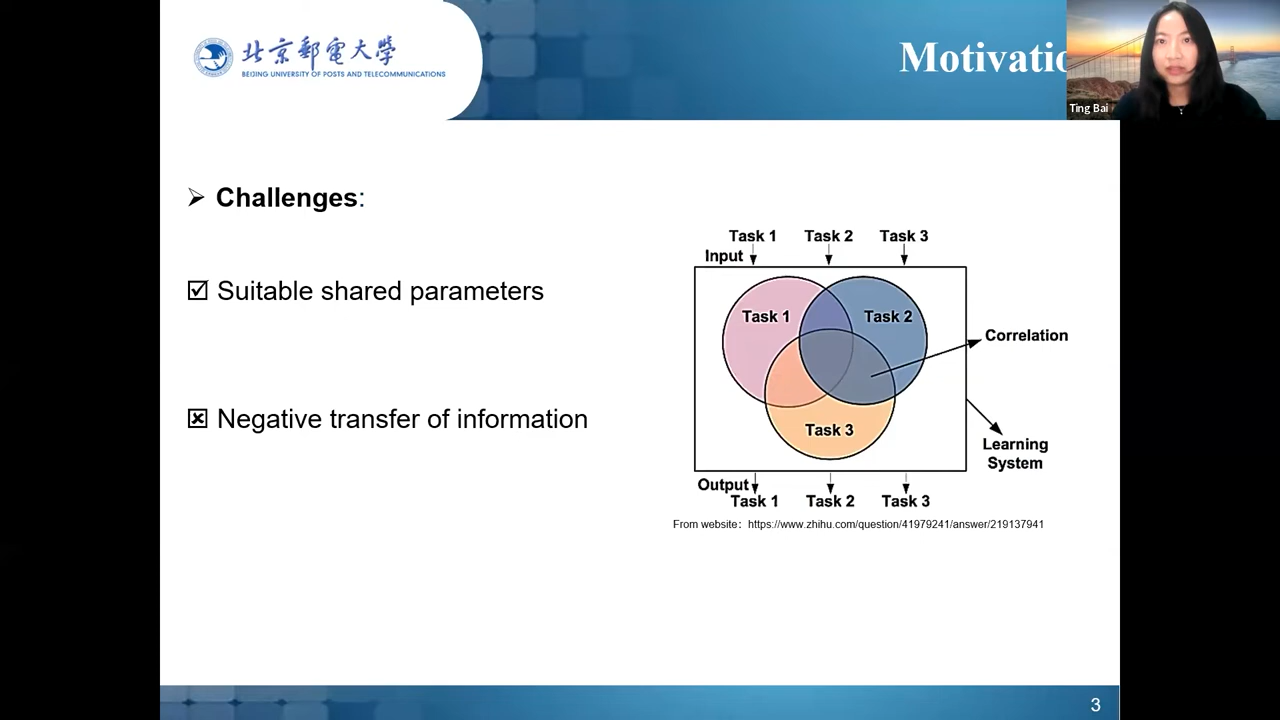 北京郵電大學
BEIJING UNIVERSITY OF POSTS AND TELECOMMUNICATIONS
Motivatio
Ting Bai
➢ Challenges:
☑ Suitable shared parameters
☒ Negative transfer of information
Task 1 Task 2 Task 3
Input
Task 1 Task 2
Correlation
Task 3
Learning
System
Output
Task 1 Task 2 Task 3
From website：https://www.zhihu.com/question/41979241/answer/219137941
3